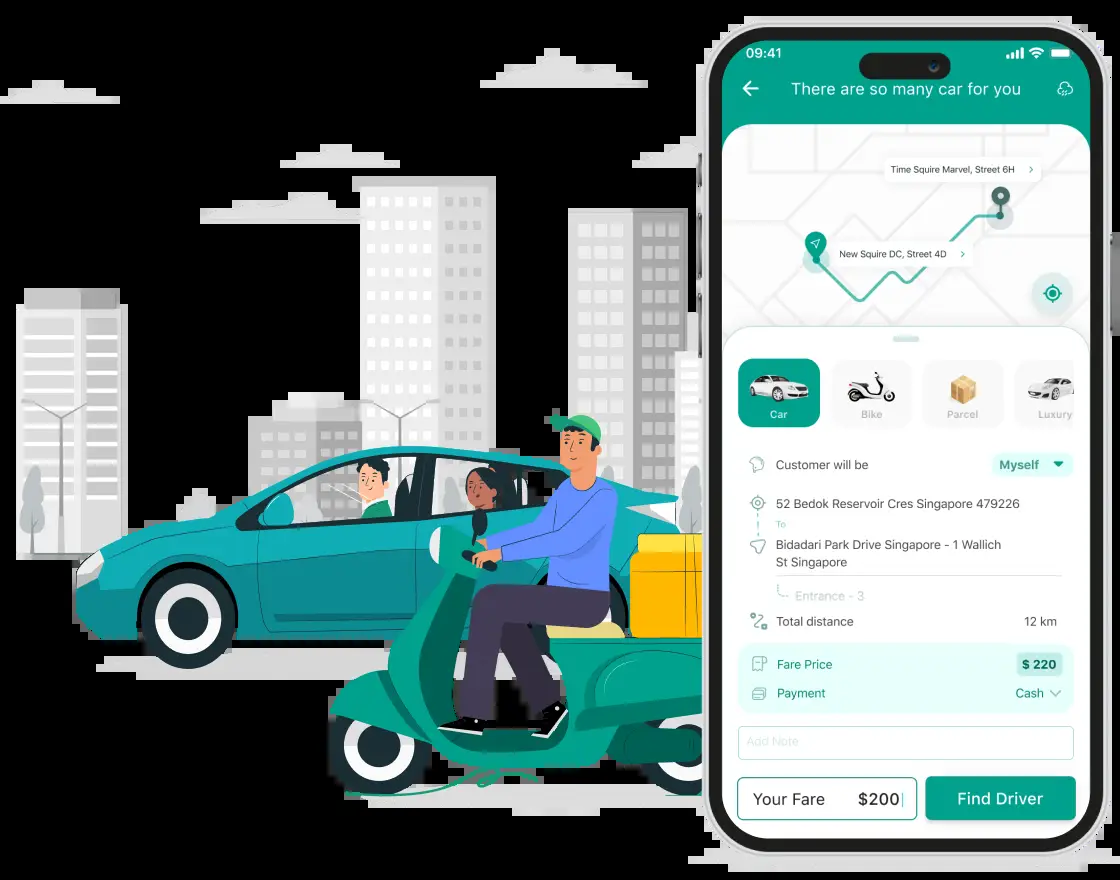 09:41
There are so many car for you
Time Squire Marvel, Street 6H
New Squire DC, Street 4D
Car
Bike
Parcel
Luxury
Customer will be
Myself
52 Bedok Reservoir Cres Singapore 479226
To
Bidadari Park Drive Singapore - 1 Wallich
St Singapore
Entrance - 3
Total distance
12 km
Fare Price
$ 220
Payment
Cash
Add Note
Your Fare
$200
Find Driver